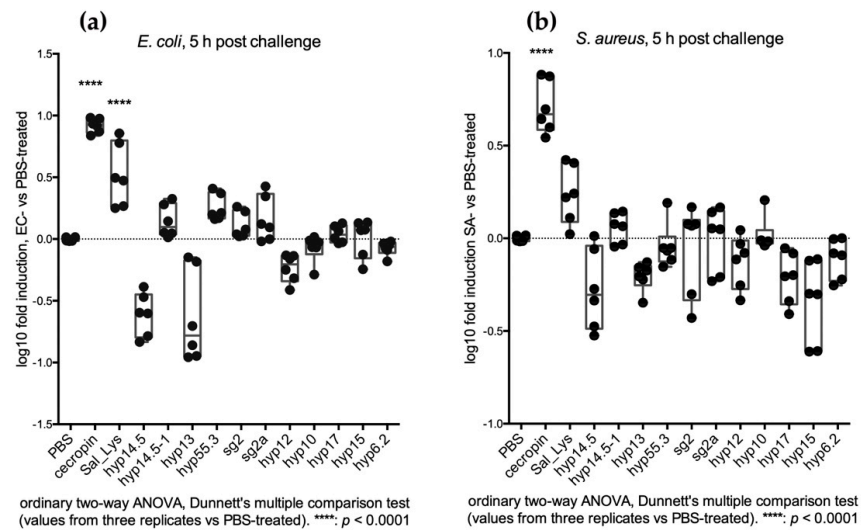 (a)
E. coli, 5 h post challenge
log10 fold induction, EC- vs PBS-treated
1.5
1.0
0.5
0.0
-0.5
-1.0
-1.5
****
****
PBS
cecropin
Sal_Lys
hyp14.5
hyp14.5-1
hyp13
hyp55.3
sg2
sg2a
hyp12
hyp10
hyp17
hyp15
hyp6.2
ordinary two-way ANOVA, Dunnett's multiple comparison test
(values from three replicates vs PBS-treated). ****: p < 0.0001
(b)
S. aureus, 5 h post challenge
log10 fold induction SA- vs PBS-treated
1.0
0.5
0.0
-0.5
-1.0
****
PBS
cecropin
Sal_Lys
hyp14.5
hyp14.5-1
hyp13
hyp55.3
sg2
sg2a
hyp12
hyp10
hyp17
hyp15
hyp6.2
ordinary two-way ANOVA, Dunnett's multiple comparison test
(values from three replicates vs PBS-treated). ****: p < 0.0001